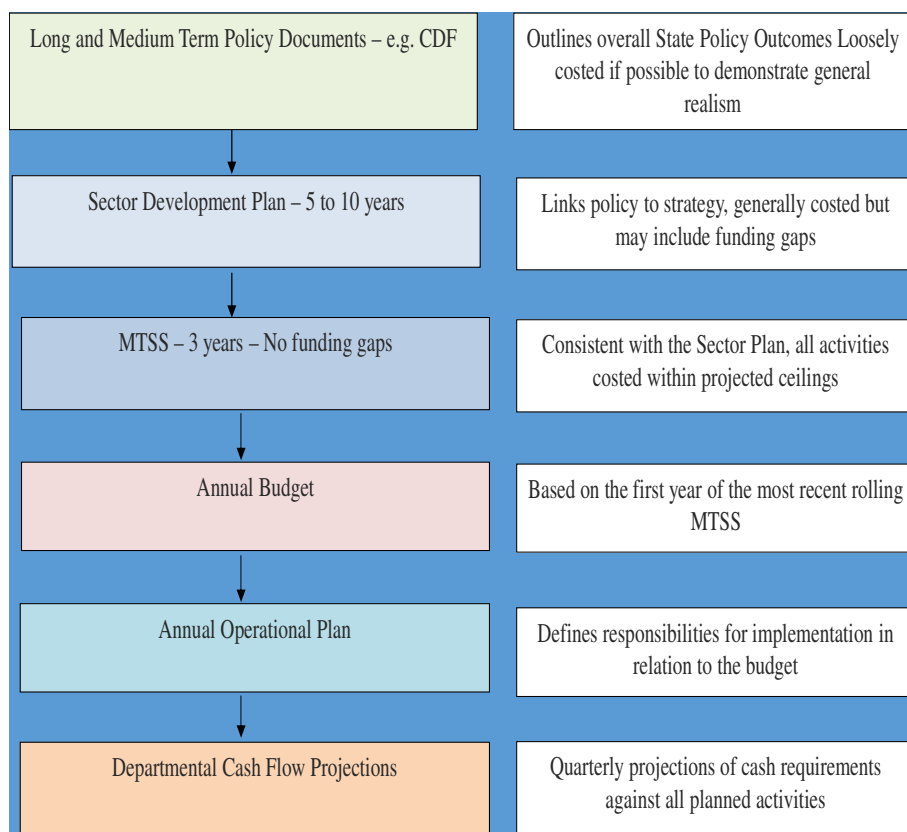 Long and Medium Term Policy Documents – e.g. CDF
Outlines overall State Policy Outcomes Loosely
costed if possible to demonstrate general
realism
Sector Development Plan – 5 to 10 years
Links policy to strategy, generally costed but
may include funding gaps
MTSS – 3 years – No funding gaps
Consistent with the Sector Plan, all activities
costed within projected ceilings
Annual Budget
Based on the first year of the most recent rolling
MTSS
Annual Operational Plan
Defines responsibilities for implementation in
relation to the budget
Departmental Cash Flow Projections
Quarterly projections of cash requirements
against all planned activities